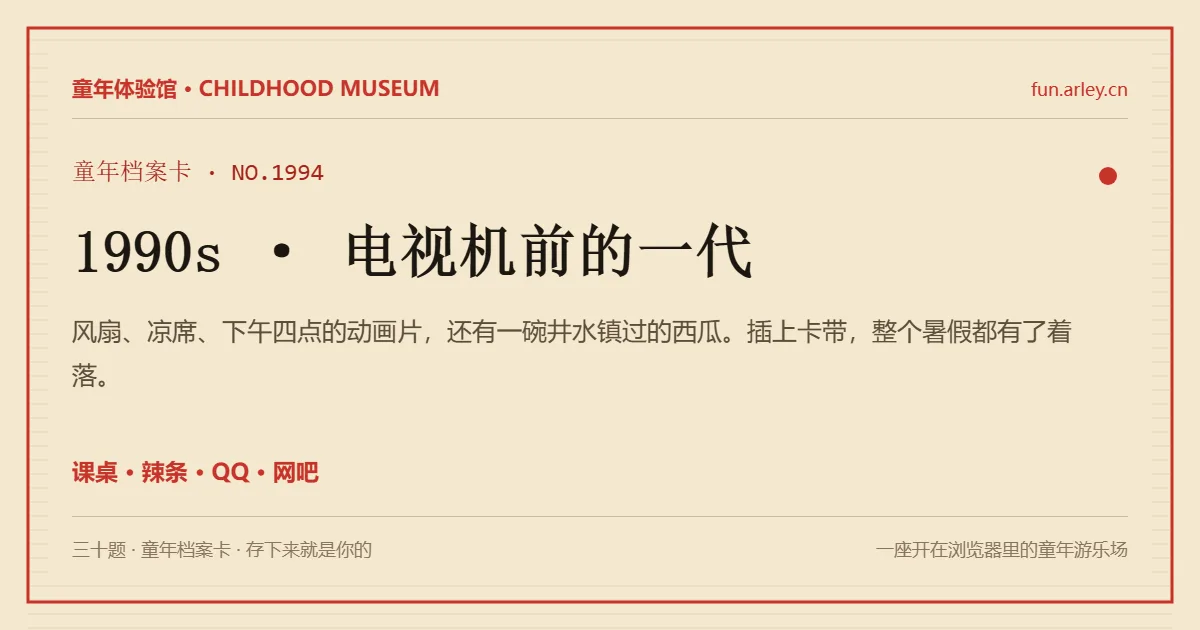 童年体验馆 • CHILDHOOD MUSEUM
fun.arley.cn
童年档案卡 · NO.1994
1990s • 电视机前的一代
风扇、凉席、下午四点的动画片，还有一碗井水镇过的西瓜。插上卡带，整个暑假都有了着
落。
课桌 • 辣条 • QQ • 网吧
三十题 · 童年档案卡 · 存下来就是你的
一座开在浏览器里的童年游乐场